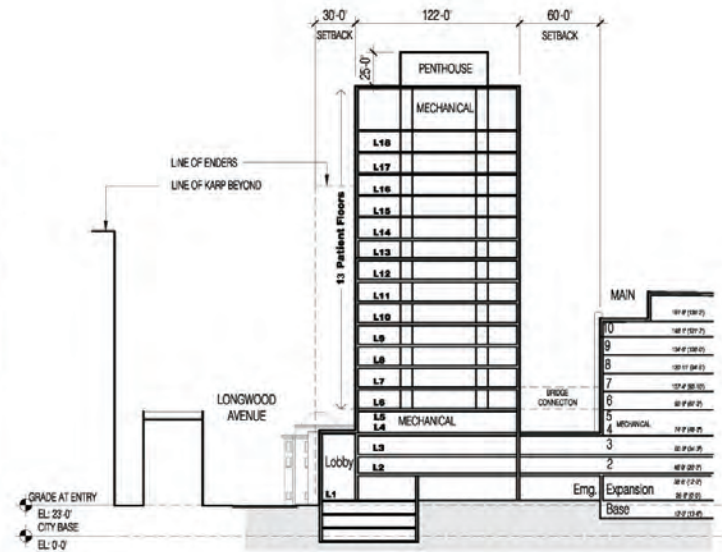 30-0' 122-0' 60-0'
SETBACK SETBACK
25-0'
PENTHOUSE
MECHANICAL
L18
LINE OF ENDERS
L17
LINE OF KARP BEYOND
L16
L15
13 Patient Floors
L14
L13
L12
L11
MAIN
L10
10
L9
9
L8
8
L7
7
BRIDGE
CONNECTION
L6
6
LONGWOOD
AVENUE
L5
5
L4
MECHANICAL
4
MECHANICAL
L3
3
Lobby
L2
2
L1
Emg. Expansion
GRADE AT ENTRY
EL: 23-0'
Base
CITY BASE
EL: 0-0'